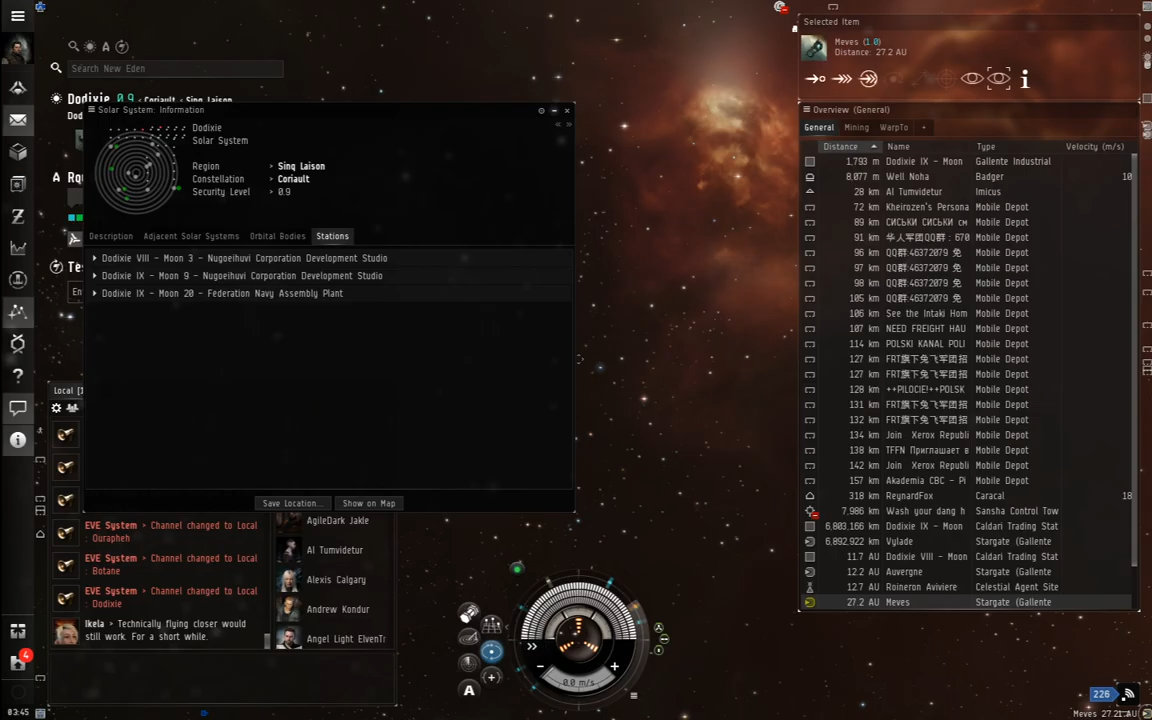 Search New Eden
Dodixie 0.9 < Coriault < Sinq Laison
Solar System: Information
Dodixie
Solar System
Region > Sinq Laison
Constellation > Coriault
Security Level > 0.9
Description Adjacent Solar Systems Orbital Bodies Stations
Dodixie VIII - Moon 3 - Nugoeihuvi Corporation Development Studio
Dodixie IX - Moon 9 - Nugoeihuvi Corporation Development Studio
Dodixie IX - Moon 20 - Federation Navy Assembly Plant
Save Location... Show on Map
Local [
EVE System > Channel changed to Local
: Ourapheh
EVE System > Channel changed to Local
: Botane
EVE System > Channel changed to Local
: Dodixie
Ikela > Technically flying closer would
still work. For a short while.
AgileDark Jakle
Al Tumvidetur
Alexis Calgary
Andrew Kondur
Angel Light ElvenTr
0.0 m/s
A
4
03:45
Selected Item
Meves (1.0)
Distance: 27.2 AU
Overview (General)
General Mining WarpTo +
Distance Name Type Velocity (m/s)
1,793 m Dodixie IX - Moon Gallente Industrial
8,077 m Well Noha Badger 10
28 km Al Tumvidetur Imicus
72 km Kheirozen's Persona Mobile Depot
89 km СИСЬКИ СИСЬКИ см Mobile Depot
91 km 华人军团QQ群: 670 Mobile Depot
96 km QQ群:46372079 免 Mobile Depot
97 km QQ群:46372079 免 Mobile Depot
98 km QQ群:46372079 免 Mobile Depot
105 km QQ群:46372079 免 Mobile Depot
106 km See the Intaki Hom Mobile Depot
107 km NEED FREIGHT HAU Mobile Depot
114 km POLSKI KANAL POLI Mobile Depot
127 km FRT旗下兔飞军团招 Mobile Depot
127 km FRT旗下兔飞军团招 Mobile Depot
128 km ++PILOCIE!++POLSK Mobile Depot
131 km FRT旗下兔飞军团招 Mobile Depot
132 km FRT旗下兔飞军团招 Mobile Depot
134 km Join Xerox Republi Mobile Depot
138 km TFFN Приглашает в Mobile Depot
142 km Join Xerox Republi Mobile Depot
157 km Akademia CBC - Pi Mobile Depot
318 km ReynardFox Caracal 18
7,986 km Wash your dang h Sansha Control Tow
6,803,166 km Dodixie IX - Moon Caldari Trading Stat
6,892,922 km Vylade Stargate (Gallente
11.7 AU Dodixie VIII - Moon Caldari Trading Stat
12.2 AU Auvergne Stargate (Gallente
12.2 AU Roineron Aviviere Celestial Agent Site
27.2 AU Meves Stargate (Gallente
226
Meves 27.21 AU